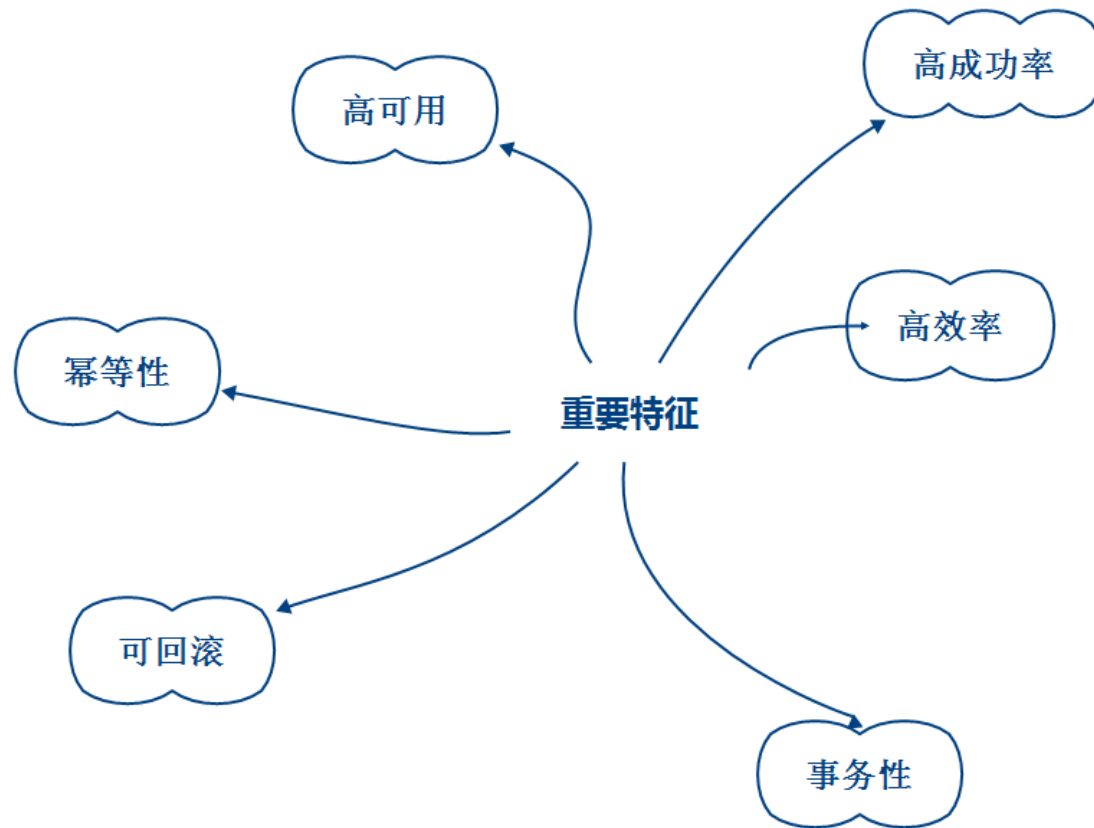 高成功率
高可用
高效率
幂等性
重要特征
可回滚
事务性